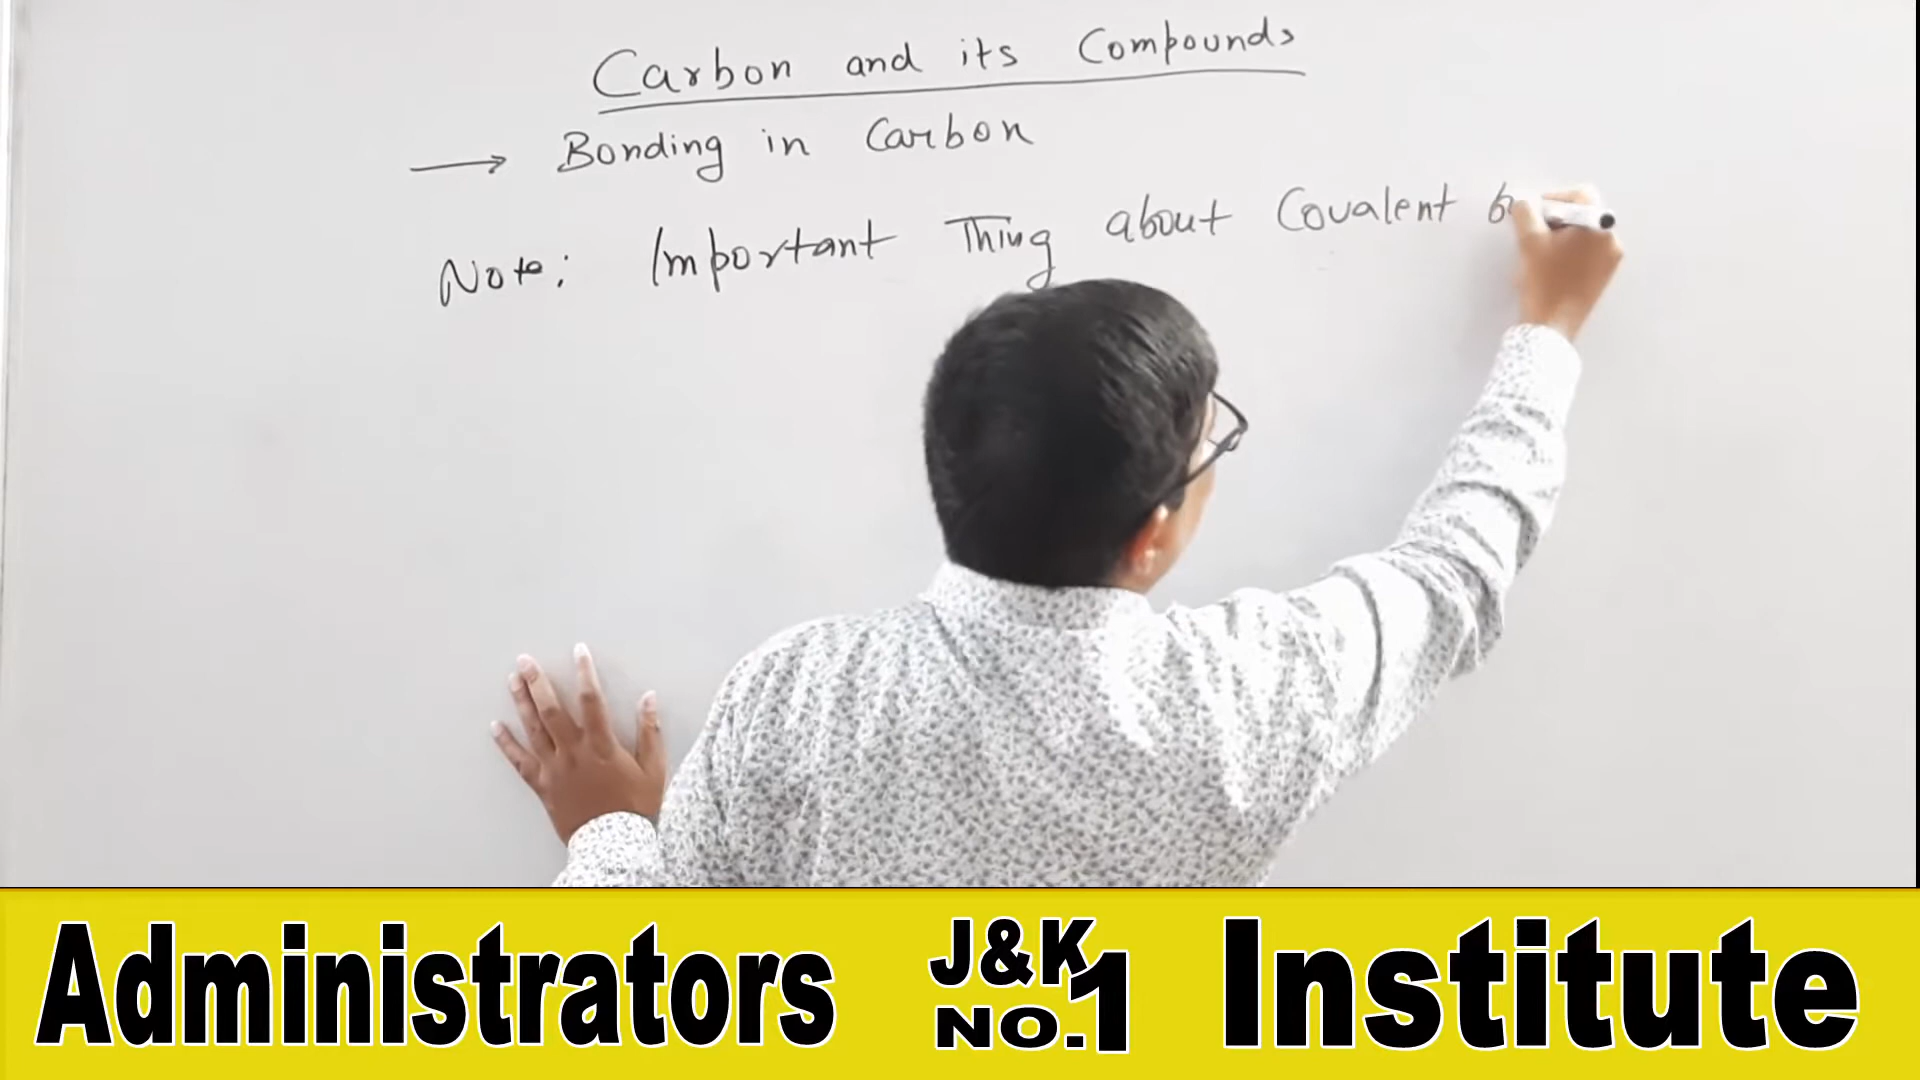 Carbon and its Compounds
→ Bonding in Carbon
Note: Important Thing about Covalent
Administrators J&K NO.1 Institute